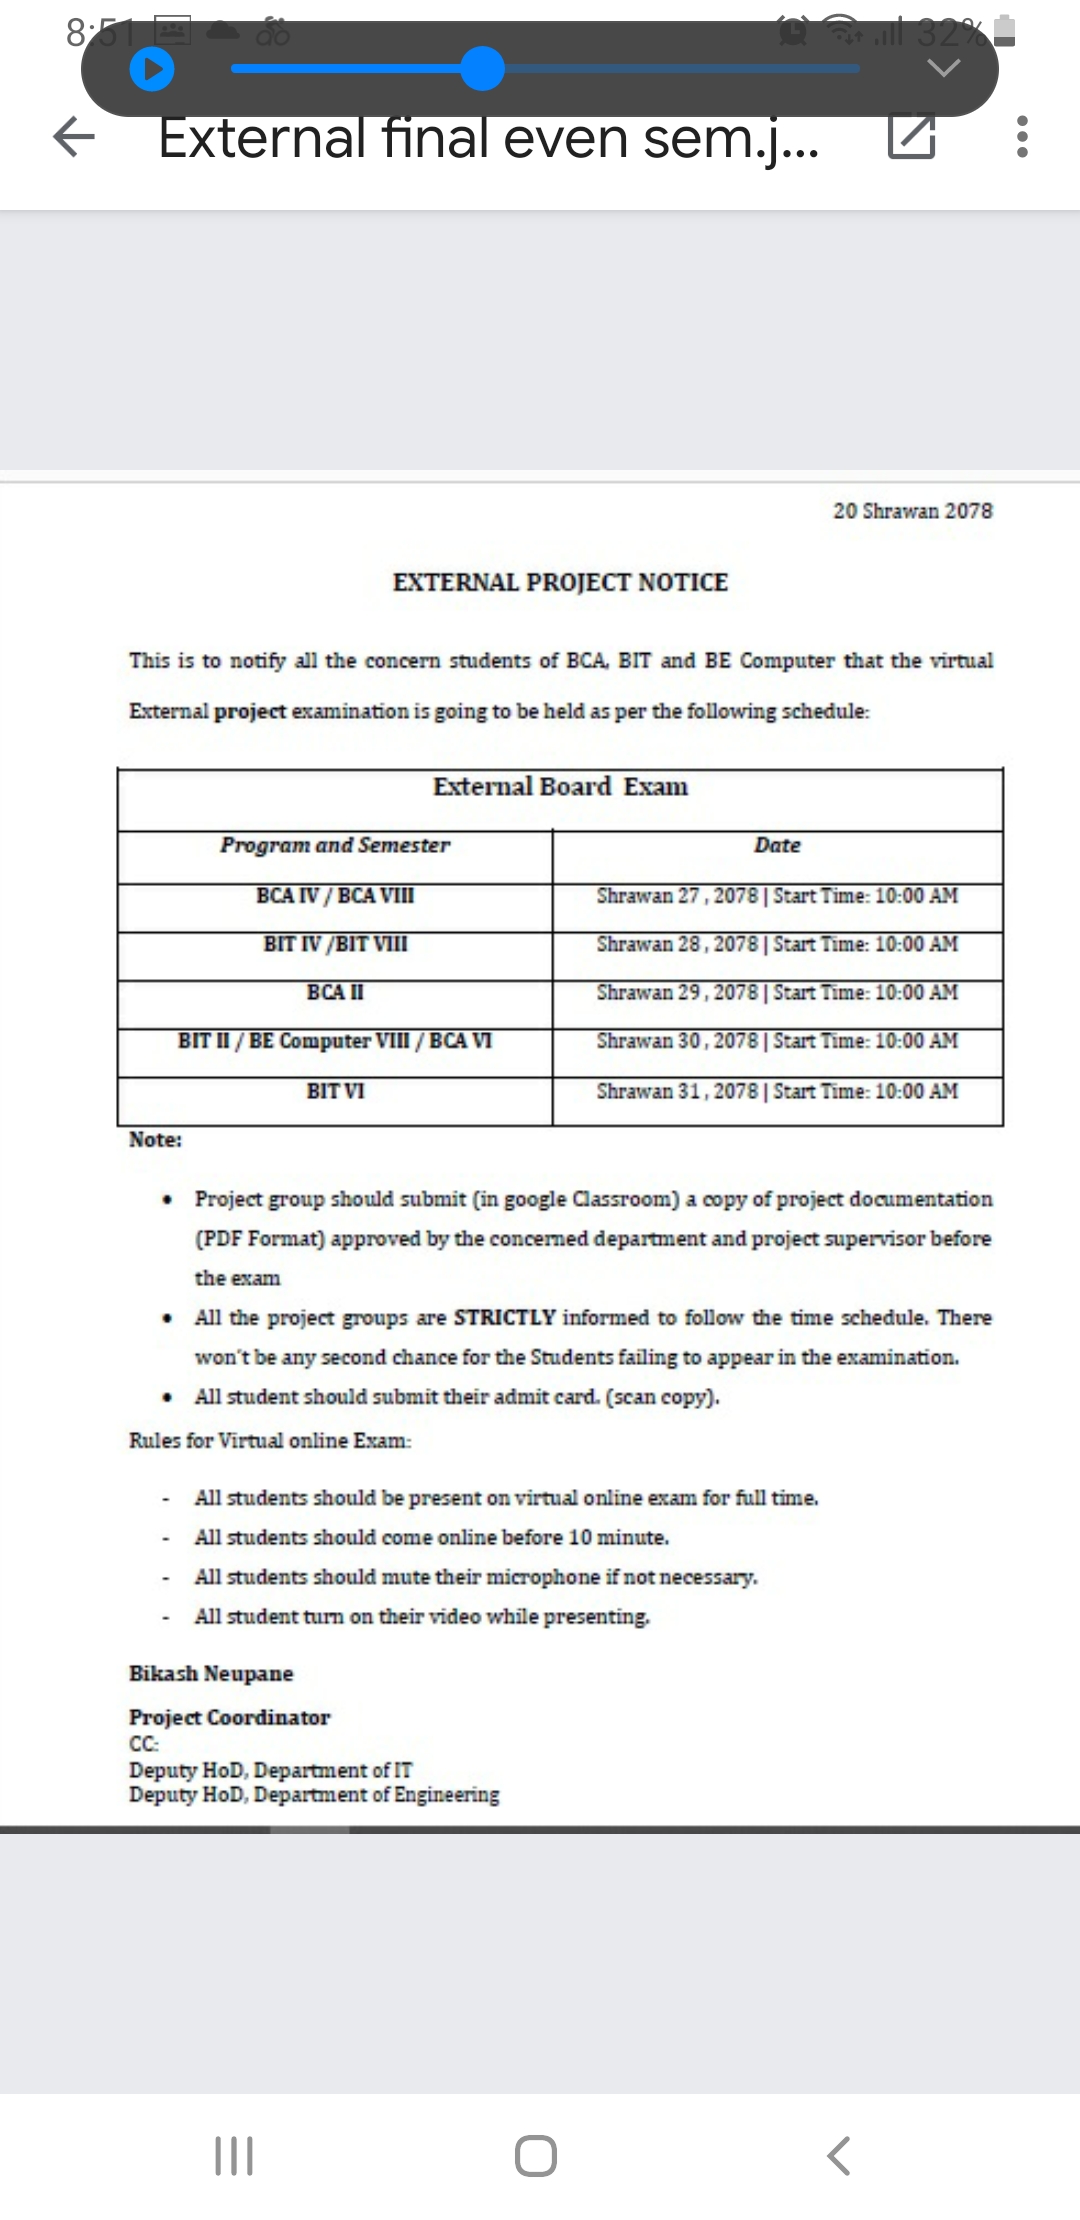 8:51
32%
External final even sem.j...
20 Shrawan 2078
EXTERNAL PROJECT NOTICE
This is to notify all the concern students of BCA, BIT and BE Computer that the virtual
External project examination is going to be held as per the following schedule:
External Board Exam
Program and Semester Date
BCA IV / BCA VIII Shrawan 27 , 2078 | Start Time: 10:00 AM
BIT IV /BIT VIII Shrawan 28 , 2078 | Start Time: 10:00 AM
BCA II Shrawan 29 , 2078 | Start Time: 10:00 AM
BIT II / BE Computer VIII / BCA VI Shrawan 30 , 2078 | Start Time: 10:00 AM
BIT VI Shrawan 31 , 2078 | Start Time: 10:00 AM
Note:
• Project group should submit (in google Classroom) a copy of project documentation
(PDF Format) approved by the concerned department and project supervisor before
the exam
• All the project groups are STRICTLY informed to follow the time schedule. There
won't be any second chance for the Students failing to appear in the examination.
• All student should submit their admit card. (scan copy).
Rules for Virtual online Exam:
- All students should be present on virtual online exam for full time.
- All students should come online before 10 minute.
- All students should mute their microphone if not necessary.
- All student turn on their video while presenting.
Bikash Neupane
Project Coordinator
CC:
Deputy HoD, Department of IT
Deputy HoD, Department of Engineering